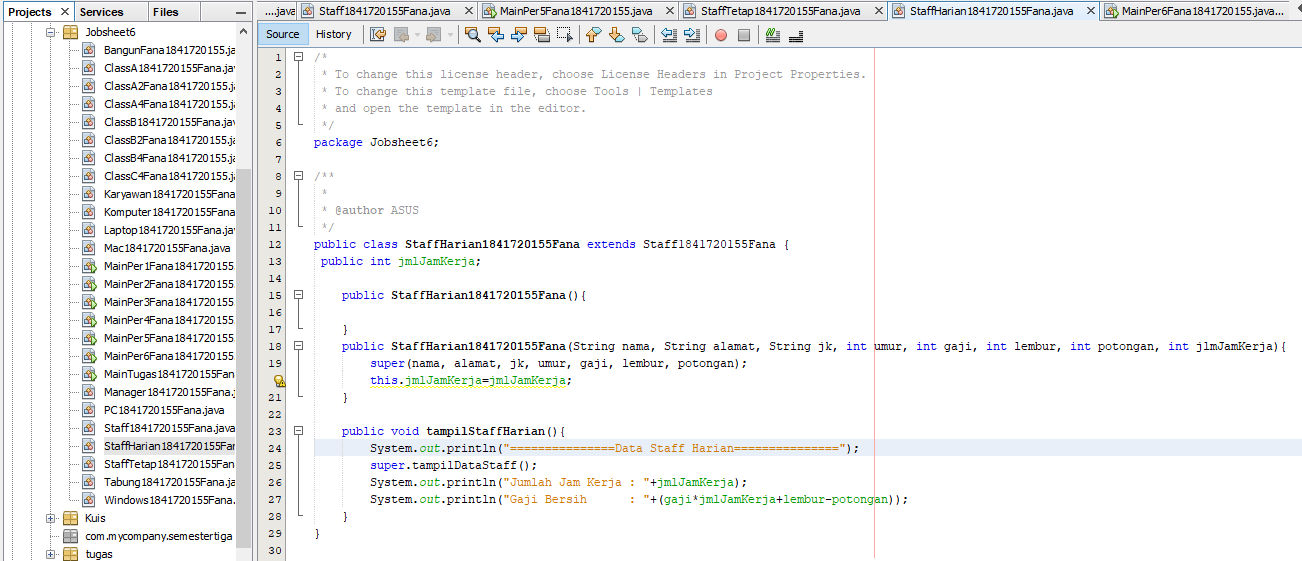 Projects
Services
Files
Jobsheet6
BangunFana1841720155.ja
ClassA1841720155Fana.jav
ClassA2Fana1841720155.ja
ClassA4Fana1841720155.ja
ClassB1841720155Fana.jav
ClassB2Fana1841720155.ja
ClassB4Fana1841720155.ja
ClassC4Fana1841720155.ja
Karyawan1841720155Fana
Komputer1841720155Fana
Laptop1841720155Fana.jav
Mac1841720155Fana.java
MainPer1Fana1841720155
MainPer2Fana1841720155
MainPer3Fana1841720155
MainPer4Fana1841720155
MainPer5Fana1841720155
MainPer6Fana1841720155
MainTugas1841720155Fan
Manager1841720155Fana.j
PC1841720155Fana.java
Staff1841720155Fana.java
StaffHarian1841720155Fan
StaffTetap1841720155Fan
Tabung1841720155Fana.j
Windows1841720155Fana.
Kuis
com.mycompany.semestertiga
tugas
....java
Staff1841720155Fana.java
MainPer5Fana1841720155.java
StaffTetap1841720155Fana.java
StaffHarian1841720155Fana.java
MainPer6Fana1841720155.java...
Source History
1 /*
2 * To change this license header, choose License Headers in Project Properties.
3 * To change this template file, choose Tools | Templates
4 * and open the template in the editor.
5 */
6 package Jobsheet6;
7
8 /**
9 *
10 * @author ASUS
11 */
12 public class StaffHarian1841720155Fana extends Staff1841720155Fana {
13 public int jmlJamKerja;
14
15 public StaffHarian1841720155Fana(){
16
17 }
18 public StaffHarian1841720155Fana(String nama, String alamat, String jk, int umur, int gaji, int lembur, int potongan, int jlmJamKerja){
19 super(nama, alamat, jk, umur, gaji, lembur, potongan);
this.jmlJamKerja=jmlJamKerja;
21 }
22
23 public void tampilStaffHarian(){
24 System.out.println("===============Data Staff Harian===============");
25 super.tampilDataStaff();
26 System.out.println("Jumlah Jam Kerja : "+jmlJamKerja);
27 System.out.println("Gaji Bersih : "+(gaji*jmlJamKerja+lembur-potongan));
28 }
29 }
30